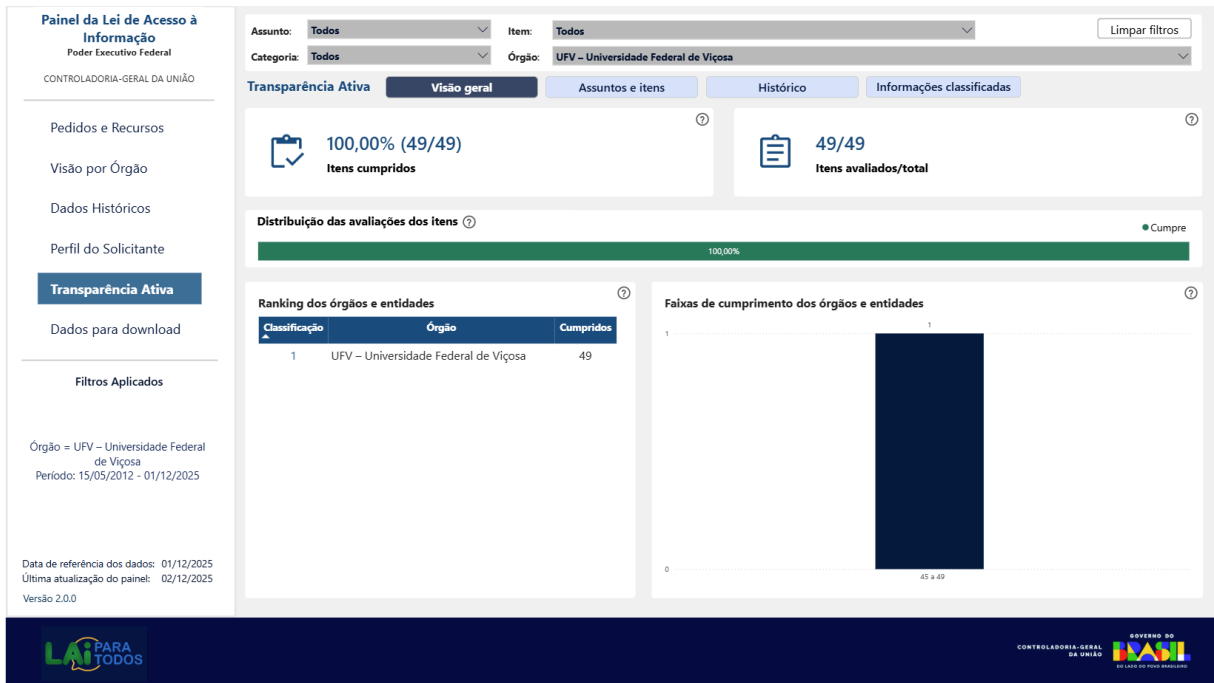 Painel da Lei de Acesso à
Informação
Poder Executivo Federal
CONTROLADORIA-GERAL DA UNIÃO
Pedidos e Recursos
Visão por Órgão
Dados Históricos
Perfil do Solicitante
Transparência Ativa
Dados para download
Filtros Aplicados
Órgão = UFV – Universidade Federal
de Viçosa
Período: 15/05/2012 - 01/12/2025
Data de referência dos dados: 01/12/2025
Última atualização do painel: 02/12/2025
Versão 2.0.0
Assunto: Todos Item: Todos Limpar filtros
Categoria: Todos Órgão: UFV – Universidade Federal de Viçosa
Transparência Ativa Visão geral Assuntos e itens Histórico Informações classificadas
100,00% (49/49)
Itens cumpridos
49/49
Itens avaliados/total
Distribuição das avaliações dos itens
Cumpre
100,00%
Ranking dos órgãos e entidades
Classificação Órgão Cumpridos
1 UFV – Universidade Federal de Viçosa 49
Faixas de cumprimento dos órgãos e entidades
1
1
0
45 a 49
LAi PARA
TODOS
CONTROLADORIA-GERAL
DA UNIÃO
GOVERNO DO
BRASIL
DO LADO DO POVO BRASILEIRO